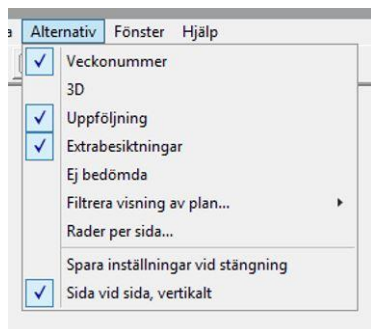 a Alternativ Fönster Hjälp
Veckonummer
3D
Uppföljning
Extrabesiktningar
Ej bedömda
Filtrera visning av plan...
Rader per sida...
Spara inställningar vid stängning
Sida vid sida, vertikalt